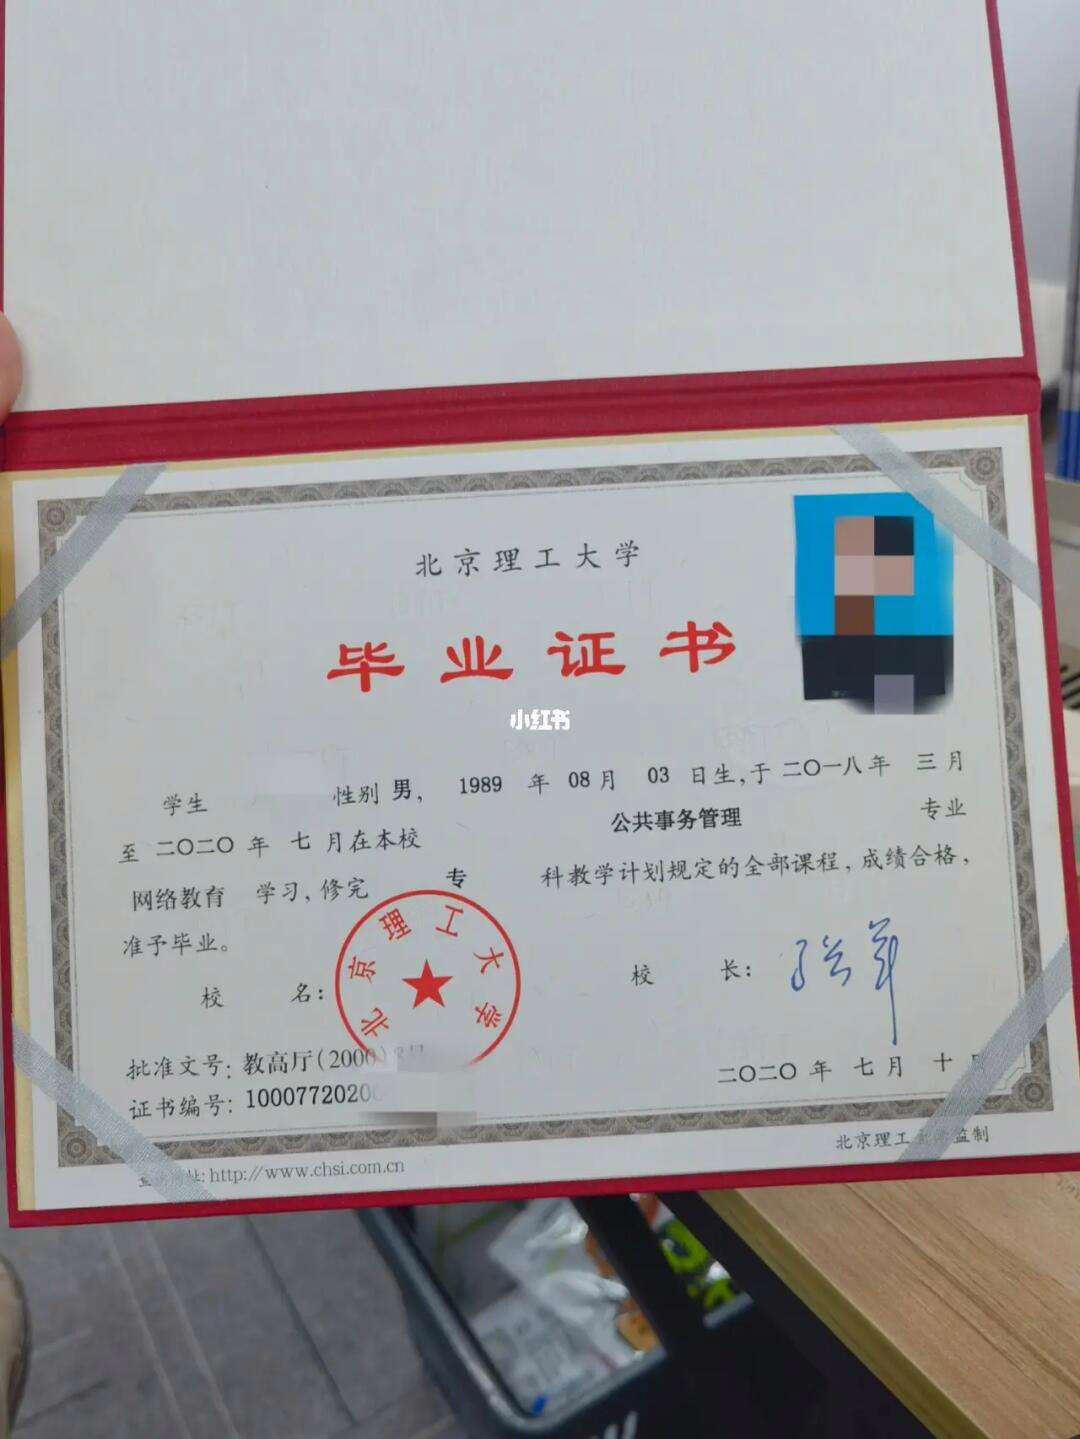 北京理工大学
毕业证书
小红书
学生 性别 男, 1989 年 08 月 03 日生,于 二〇一八年 三 月
至 二〇二〇 年 七 月在本校 公共事务管理 专业
网络教育 学习,修完 专 科教学计划规定的全部课程,成绩合格,
准予毕业。
校 名: 校 长:
北京理工大学
批准文号: 教高厅(2000)
二〇二〇 年 七 月 十
证书编号: 1000772020
北京理工 监制
网址: http://www.chsi.com.cn